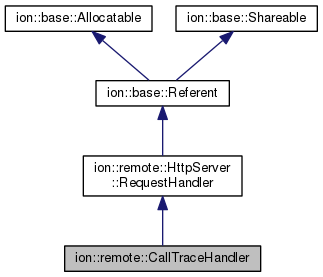 ion::base::Allocatable
ion::base::Shareable
ion::base::Referent
ion::remote::HttpServer
::RequestHandler
ion::remote::CallTraceHandler